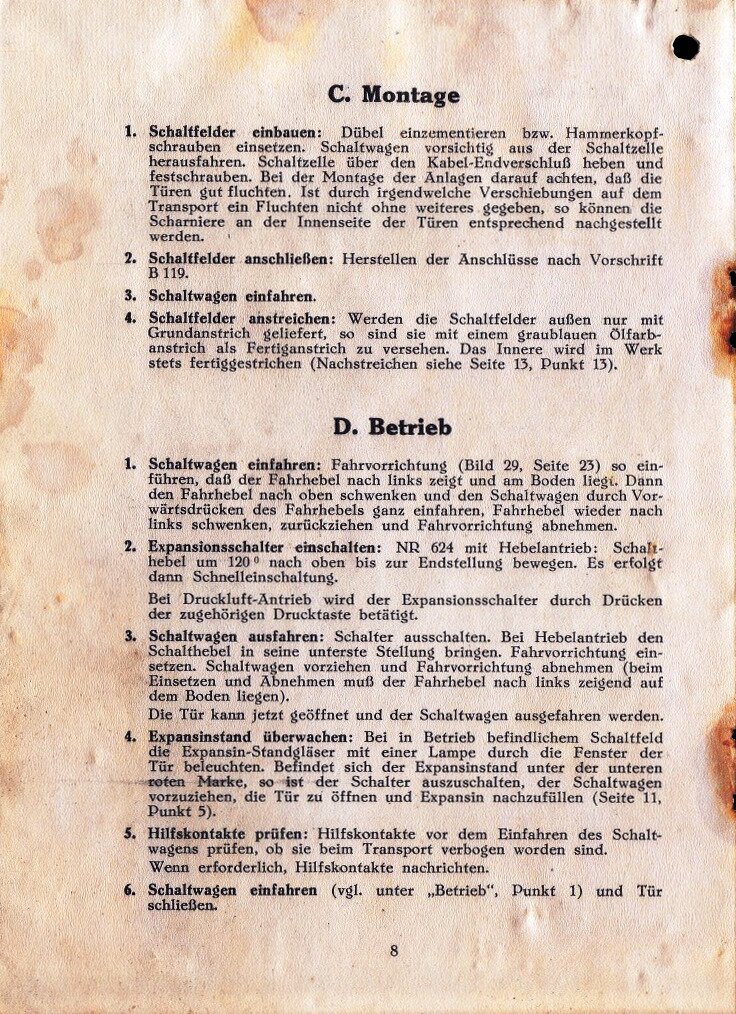 C. Montage
1. Schaltfelder einbauen: Dübel einzementieren bzw. Hammerkopf-
schrauben einsetzen. Schaltwagen vorsichtig aus der Schaltzelle
herausfahren. Schaltzelle über den Kabel-Endverschluß heben und
festschrauben. Bei der Montage der Anlagen darauf achten, daß die
Türen gut fluchten. Ist durch irgendwelche Verschiebungen auf dem
Transport ein Fluchten nicht ohne weiteres gegeben, so können die
Scharniere an der Innenseite der Türen entsprechend nachgestellt
werden.
2. Schaltfelder anschließen: Herstellen der Anschlüsse nach Vorschrift
B 119.
3. Schaltwagen einfahren.
4. Schaltfelder anstreichen: Werden die Schaltfelder außen nur mit
Grundanstrich geliefert, so sind sie mit einem graublauen Ölfarb-
anstrich als Fertiganstrich zu versehen. Das Innere wird im Werk
stets fertiggestrichen (Nachstreichen siehe Seite 13, Punkt 13).
D. Betrieb
1. Schaltwagen einfahren: Fahrvorrichtung (Bild 29, Seite 23) so ein-
führen, daß der Fahrhebel nach links zeigt und am Boden liegt. Dann
den Fahrhebel nach oben schwenken und den Schaltwagen durch Vor-
wärtsdrücken des Fahrhebels ganz einfahren, Fahrhebel wieder nach
links schwenken, zurückziehen und Fahrvorrichtung abnehmen.
2. Expansionsschalter einschalten: NR 624 mit Hebelantrieb: Schalt-
hebel um 120° nach oben bis zur Endstellung bewegen. Es erfolgt
dann Schnelleinschaltung.
Bei Druckluft-Antrieb wird der Expansionsschalter durch Drücken
der zugehörigen Drucktaste betätigt.
3. Schaltwagen ausfahren: Schalter ausschalten. Bei Hebelantrieb den
Schalthebel in seine unterste Stellung bringen. Fahrvorrichtung ein-
setzen. Schaltwagen vorziehen und Fahrvorrichtung abnehmen (beim
Einsetzen und Abnehmen muß der Fahrhebel nach links zeigend auf
dem Boden liegen).
Die Tür kann jetzt geöffnet und der Schaltwagen ausgefahren werden.
4. Expansinstand überwachen: Bei in Betrieb befindlichem Schaltfeld
die Expansin-Standgläser mit einer Lampe durch die Fenster der
Tür beleuchten. Befindet sich der Expansinstand unter der unteren
roten Marke, so ist der Schalter auszuschalten, der Schaltwagen
vorzuziehen, die Tür zu öffnen und Expansin nachzufüllen (Seite 11,
Punkt 5).
5. Hilfskontakte prüfen: Hilfskontakte vor dem Einfahren des Schalt-
wagens prüfen, ob sie beim Transport verbogen worden sind.
Wenn erforderlich, Hilfskontakte nachrichten.
6. Schaltwagen einfahren (vgl. unter „Betrieb“, Punkt 1) und Tür
schließen.
8